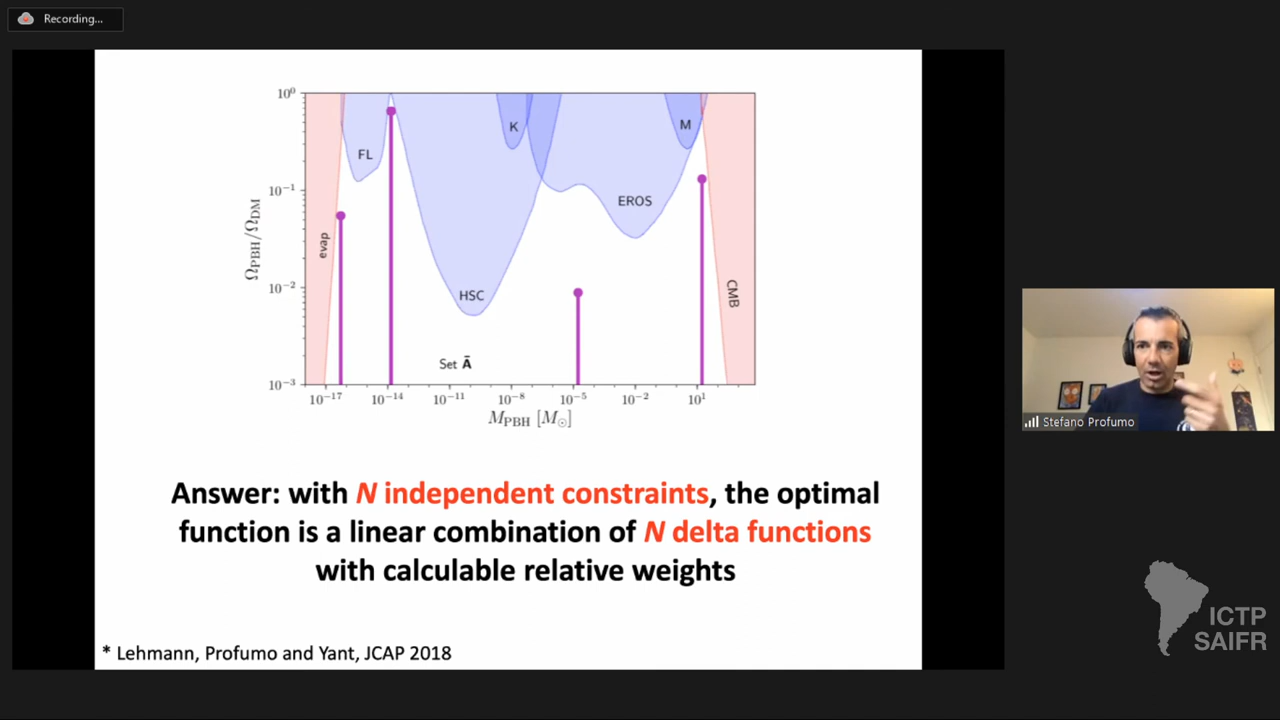 Recording...
10⁰
10⁻¹
10⁻²
10⁻³
Ω_PBH/Ω_DM
evap
FL
HSC
K
EROS
M
CMB
Set Ā
10⁻¹⁷ 10⁻¹⁴ 10⁻¹¹ 10⁻⁸ 10⁻⁵ 10⁻² 10¹
M_PBH [M_⊙]
Answer: with N independent constraints, the optimal
function is a linear combination of N delta functions
with calculable relative weights
* Lehmann, Profumo and Yant, JCAP 2018
Stefano Profumo
ICTP
SAIFR